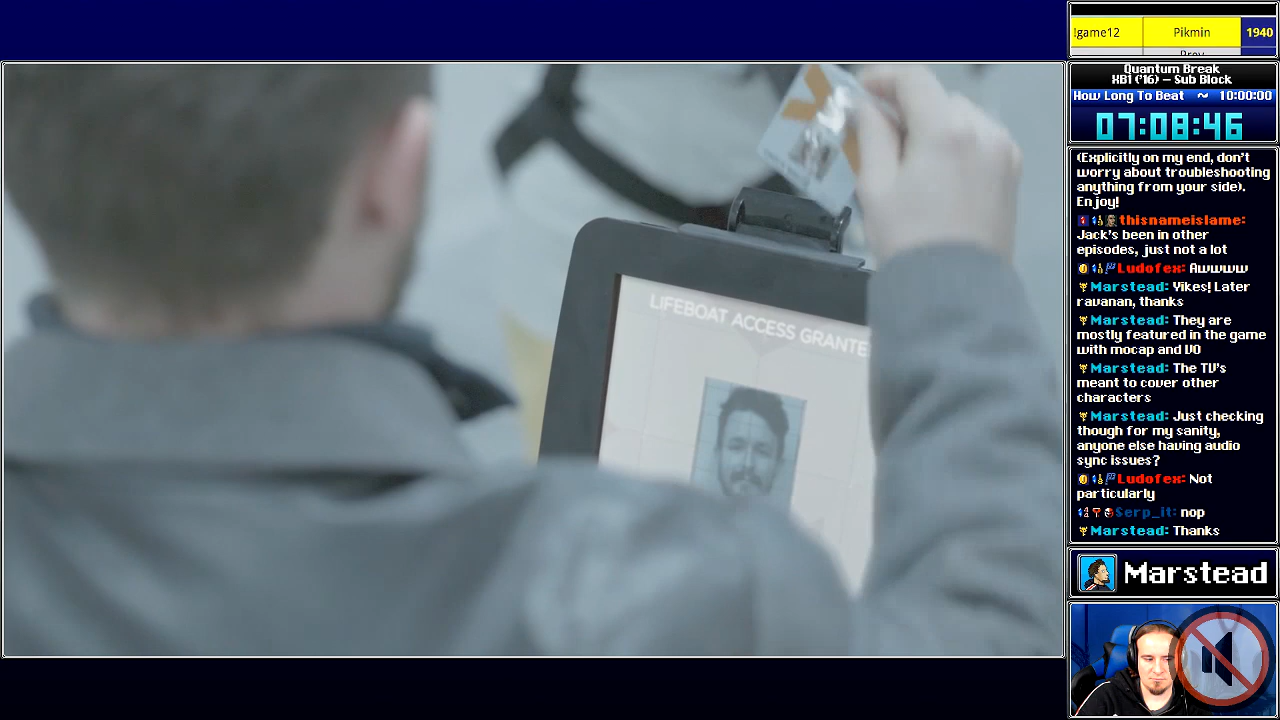 !game12 Pikmin 1940
Quantum Break
XB1 ('16) – Sub Block
How Long To Beat ~ 10:00:00
07:08:46
(Explicitly on my end, don't
worry about troubleshooting
anything from your side).
Enjoy!
thisnameislame:
Jack's been in other
episodes, just not a lot
Ludofex: Awwww
Marstead: Yikes! Later
ravanan, thanks
Marstead: They are
mostly featured in the game
with mocap and VO
Marstead: The TV's
meant to cover other
characters
Marstead: Just checking
though for my sanity,
anyone else having audio
sync issues?
Ludofex: Not
particularly
Serp_it: nop
Marstead: Thanks
Marstead
LIFEBOAT ACCESS GRANTE